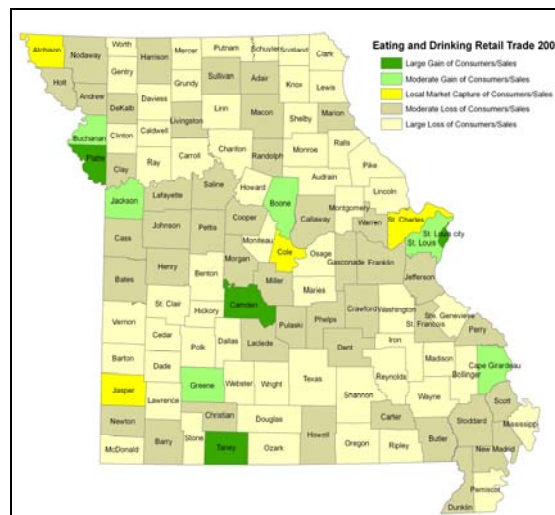 Eating and Drinking Retail Trade 200
Large Gain of Consumers/Sales
Moderate Gain of Consumers/Sales
Local Market Capture of Consumers/Sales
Moderate Loss of Consumers/Sales
Large Loss of Consumers/Sales
Atchison
Nodaway
Worth
Harrison
Mercer
Putnam
Schuyler
Scotland
Clark
Gentry
Holt
Andrew
DeKalb
Daviess
Grundy
Sullivan
Adair
Knox
Lewis
Buchanan
Clinton
Caldwell
Livingston
Linn
Macon
Shelby
Marion
Platte
Clay
Ray
Carroll
Chariton
Randolph
Monroe
Ralls
Pike
Audrain
Jackson
Lafayette
Saline
Howard
Boone
Callaway
Montgomery
Lincoln
Warren
St. Charles
St. Louis city
St. Louis
Cass
Johnson
Pettis
Cooper
Moniteau
Cole
Osage
Gasconade
Franklin
Jefferson
Bates
Henry
Benton
Morgan
Miller
Maries
Camden
St. Clair
Hickory
Vernon
Cedar
Polk
Dallas
Laclede
Pulaski
Phelps
Crawford
Washington
Ste. Genevieve
St. Francois
Perry
Barton
Dade
Dent
Iron
Madison
Bollinger
Cape Girardeau
Jasper
Lawrence
Greene
Webster
Wright
Texas
Shannon
Reynolds
Wayne
Scott
Newton
Christian
Douglas
Carter
Stoddard
Mississippi
McDonald
Barry
Stone
Taney
Ozark
Howell
Oregon
Ripley
Butler
New Madrid
Pemiscot
Dunklin